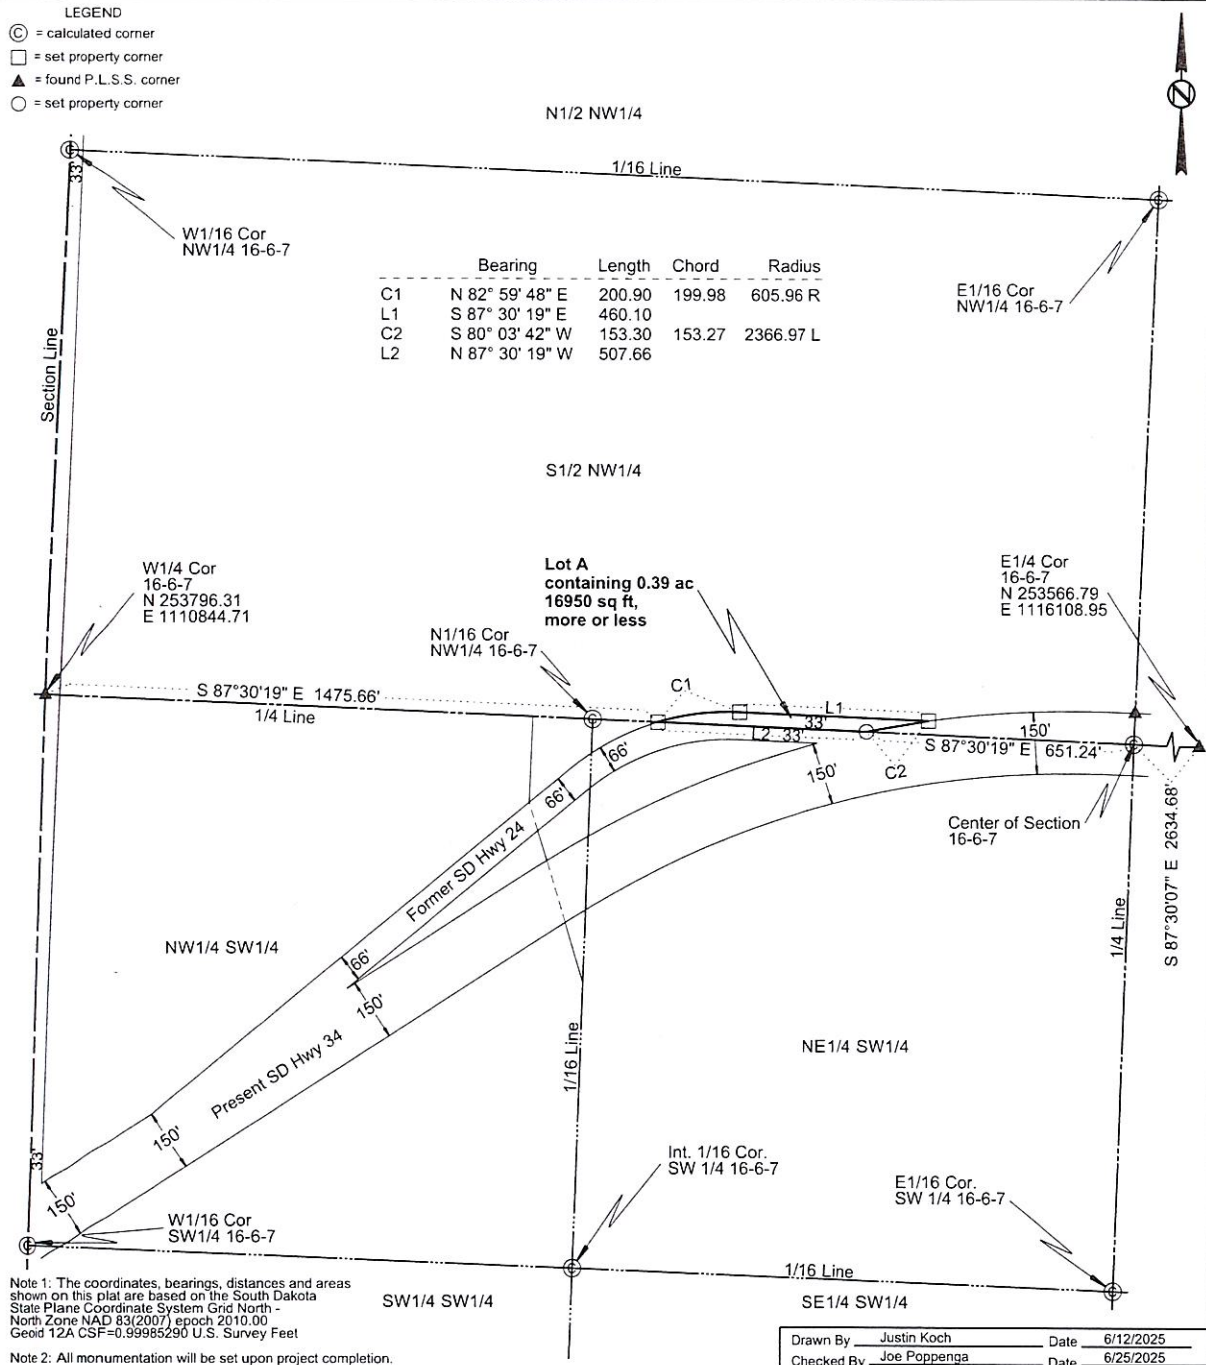 LEGEND
© = calculated corner
□ = set property corner
▲ = found P.L.S.S. corner
○ = set property corner
N
N1/2 NW1/4
1/16 Line
33'
W1/16 Cor
NW1/4 16-6-7
E1/16 Cor
NW1/4 16-6-7
Bearing Length Chord Radius
C1 N 82° 59' 48" E 200.90 199.98 605.96 R
L1 S 87° 30' 19" E 460.10
C2 S 80° 03' 42" W 153.30 153.27 2366.97 L
L2 N 87° 30' 19" W 507.66
Section Line
S1/2 NW1/4
W1/4 Cor
16-6-7
N 253796.31
E 1110844.71
Lot A
containing 0.39 ac
16950 sq ft,
more or less
E1/4 Cor
16-6-7
N 253566.79
E 1116108.95
N1/16 Cor
NW1/4 16-6-7
S 87°30'19" E 1475.66'
1/4 Line
C1
L1
33'
L2 33'
C2
150'
S 87°30'19" E 651.24'
66'
66'
150'
Former SD Hwy 24
Center of Section
16-6-7
S 87°30'07" E 2634.68'
1/4 Line
NW1/4 SW1/4
66'
150'
Present SD Hwy 34
1/16 Line
NE1/4 SW1/4
150'
33'
150'
Int. 1/16 Cor.
SW 1/4 16-6-7
E1/16 Cor.
SW 1/4 16-6-7
W1/16 Cor
SW1/4 16-6-7
1/16 Line
SW1/4 SW1/4
SE1/4 SW1/4
Note 1: The coordinates, bearings, distances and areas
shown on this plat are based on the South Dakota
State Plane Coordinate System Grid North -
North Zone NAD 83(2007) epoch 2010.00
Geoid 12A CSF=0.99985290 U.S. Survey Feet
Note 2: All monumentation will be set upon project completion.
Drawn By Justin Koch Date 6/12/2025
Checked By Joe Poppenga Date 6/25/2025